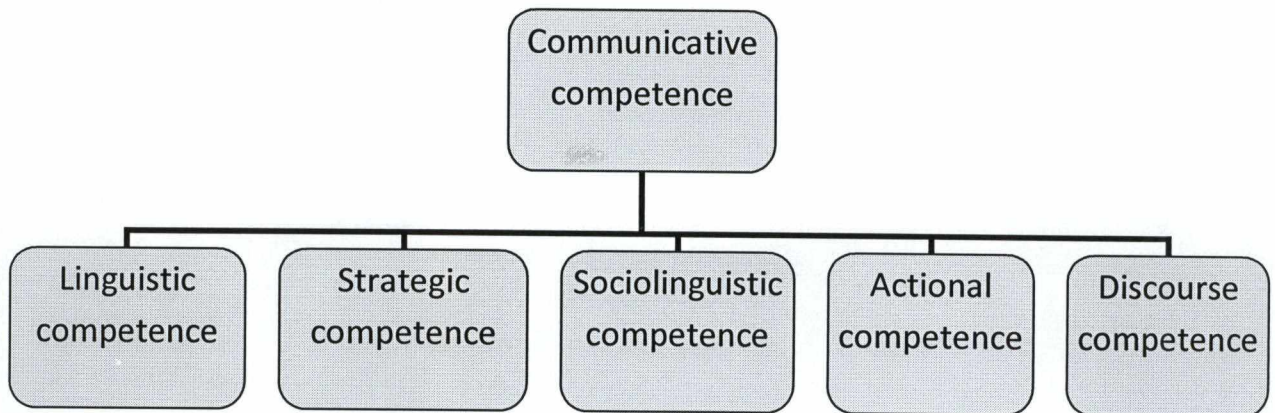 Communicative
competence
Linguistic
competence
Strategic
competence
Sociolinguistic
competence
Actional
competence
Discourse
competence